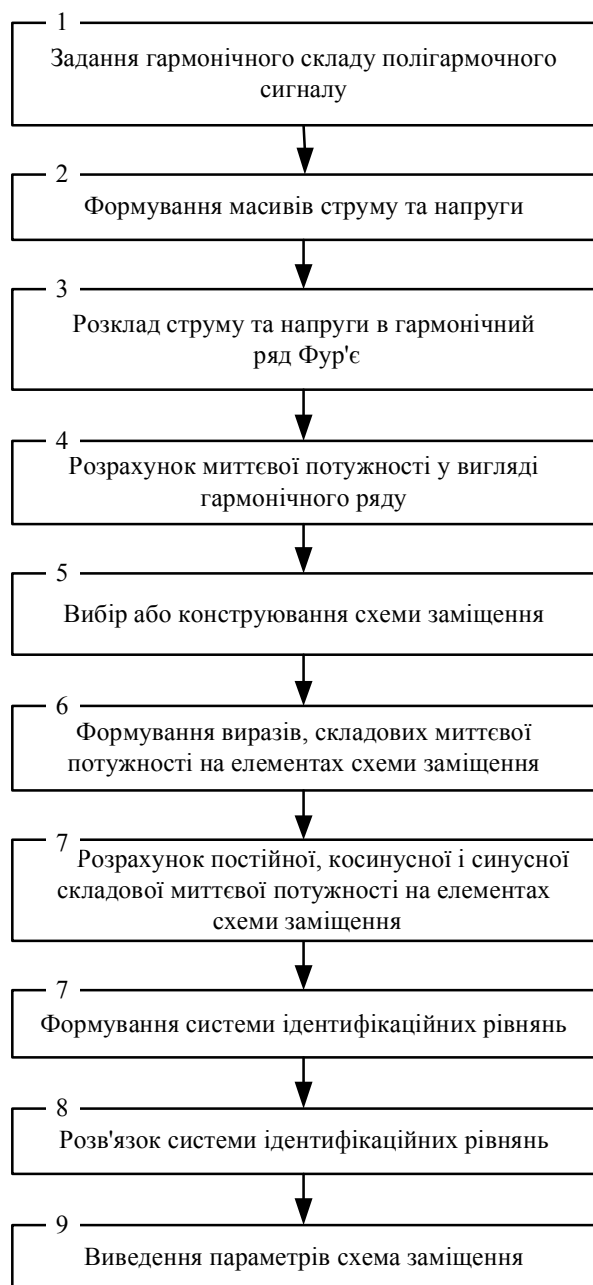 1
Задання гармонічного складу полігармочного
сигналу
2
Формування масивів струму та напруги
3
Розклад струму та напруги в гармонічний
ряд Фур'є
4
Розрахунок миттєвої потужності у вигляді
гармонічного ряду
5
Вибір або конструювання схеми заміщення
6
Формування виразів, складових миттєвої
потужності на елементах схеми заміщення
7
Розрахунок постійної, косинусної і синусної
складової миттєвої потужності на елементах
схеми заміщення
7
Формування системи ідентифікаційних рівнянь
8
Розв'язок системи ідентифікаційних рівнянь
9
Виведення параметрів схема заміщення